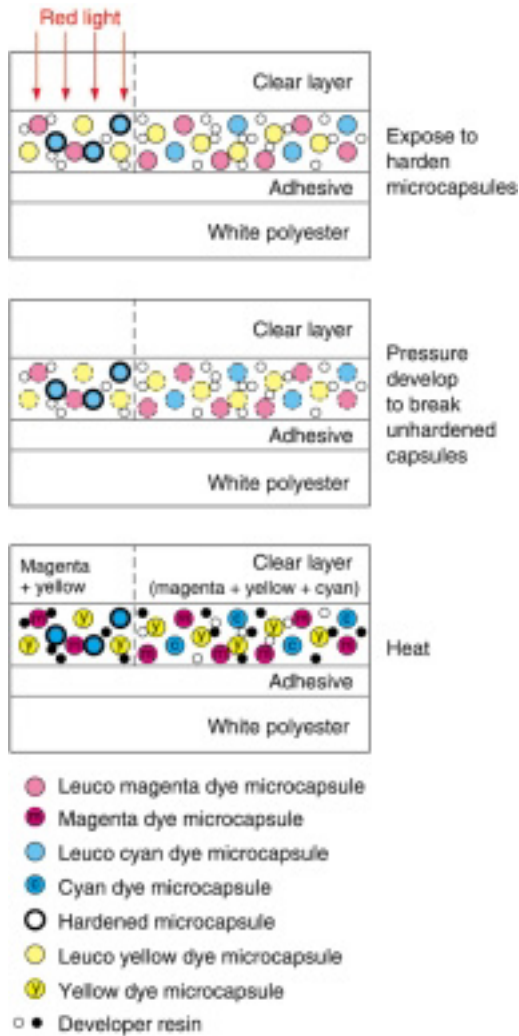 Red light
Clear layer
Adhesive
White polyester
Expose to
harden
microcapsules
Clear layer
Adhesive
White polyester
Pressure
develop
to break
unhardened
capsules
Magenta
+ yellow
Clear layer
(magenta + yellow + cyan)
m y m c m c
y y y
y m m c m y m m
Adhesive
White polyester
Heat
Leuco magenta dye microcapsule
m Magenta dye microcapsule
Leuco cyan dye microcapsule
c Cyan dye microcapsule
Hardened microcapsule
Leuco yellow dye microcapsule
y Yellow dye microcapsule
Developer resin